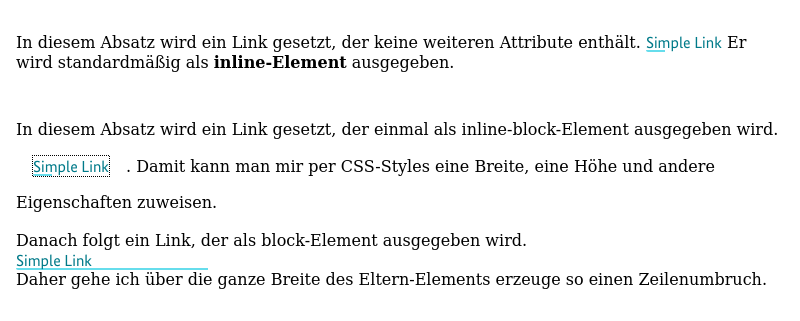 In diesem Absatz wird ein Link gesetzt, der keine weiteren Attribute enthält. Simple Link Er
wird standardmäßig als inline-Element ausgegeben.
In diesem Absatz wird ein Link gesetzt, der einmal als inline-block-Element ausgegeben wird.
Simple Link . Damit kann man mir per CSS-Styles eine Breite, eine Höhe und andere
Eigenschaften zuweisen.
Danach folgt ein Link, der als block-Element ausgegeben wird.
Simple Link
Daher gehe ich über die ganze Breite des Eltern-Elements erzeuge so einen Zeilenumbruch.